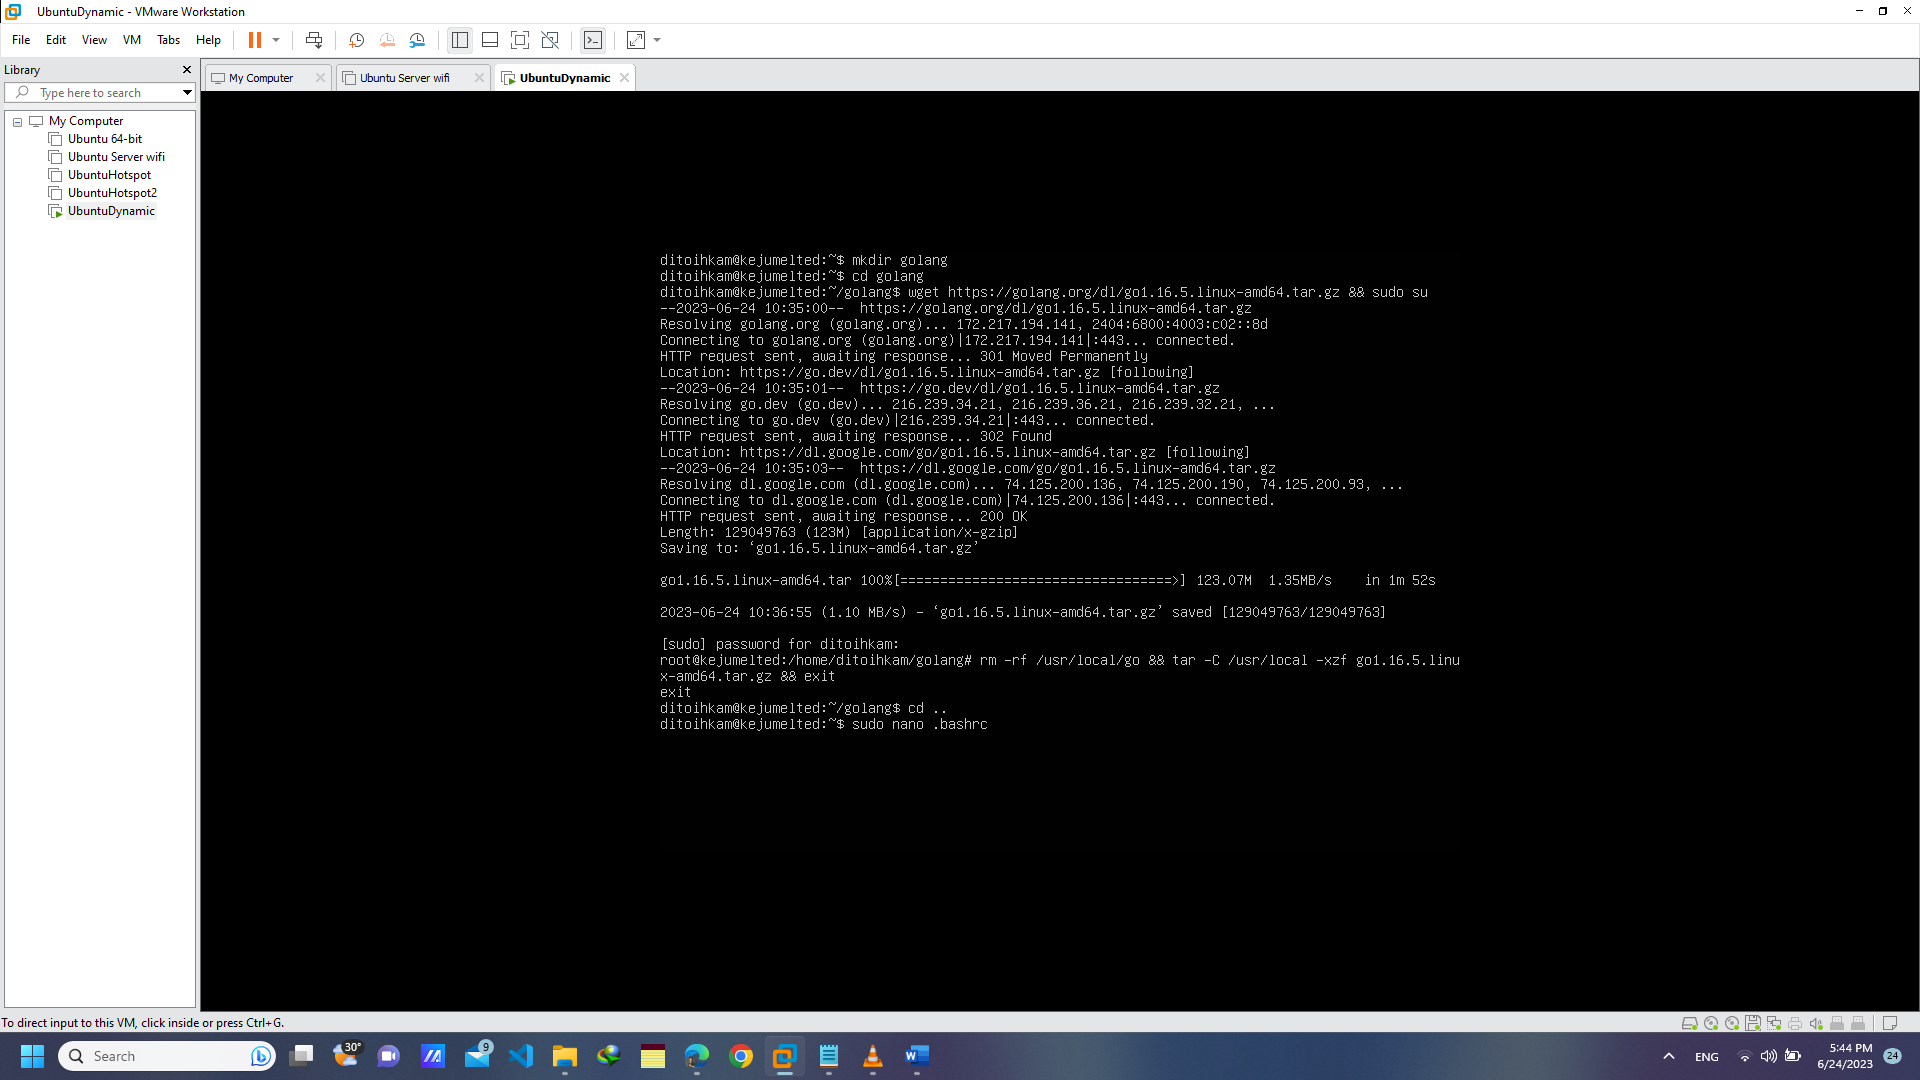 UbuntuDynamic - VMware Workstation
File Edit View VM Tabs Help
Library
Type here to search
My Computer
Ubuntu 64-bit
Ubuntu Server wifi
UbuntuHotspot
UbuntuHotspot2
UbuntuDynamic
My Computer Ubuntu Server wifi UbuntuDynamic
ditoihkam@kejumelted:~$ mkdir golang
ditoihkam@kejumelted:~$ cd golang
ditoihkam@kejumelted:~/golang$ wget https://golang.org/dl/go1.16.5.linux-amd64.tar.gz && sudo su
--2023-06-24 10:35:00--  https://golang.org/dl/go1.16.5.linux-amd64.tar.gz
Resolving golang.org (golang.org)... 172.217.194.141, 2404:6800:4003:c02::8d
Connecting to golang.org (golang.org)|172.217.194.141|:443... connected.
HTTP request sent, awaiting response... 301 Moved Permanently
Location: https://go.dev/dl/go1.16.5.linux-amd64.tar.gz [following]
--2023-06-24 10:35:01--  https://go.dev/dl/go1.16.5.linux-amd64.tar.gz
Resolving go.dev (go.dev)... 216.239.34.21, 216.239.36.21, 216.239.32.21, ...
Connecting to go.dev (go.dev)|216.239.34.21|:443... connected.
HTTP request sent, awaiting response... 302 Found
Location: https://dl.google.com/go/go1.16.5.linux-amd64.tar.gz [following]
--2023-06-24 10:35:03--  https://dl.google.com/go/go1.16.5.linux-amd64.tar.gz
Resolving dl.google.com (dl.google.com)... 74.125.200.136, 74.125.200.190, 74.125.200.93, ...
Connecting to dl.google.com (dl.google.com)|74.125.200.136|:443... connected.
HTTP request sent, awaiting response... 200 OK
Length: 129049763 (123M) [application/x-gzip]
Saving to: ‘go1.16.5.linux-amd64.tar.gz’
go1.16.5.linux-amd64.tar 100%[==================================>] 123.07M  1.35MB/s    in 1m 52s
2023-06-24 10:36:55 (1.10 MB/s) - ‘go1.16.5.linux-amd64.tar.gz’ saved [129049763/129049763]
[sudo] password for ditoihkam:
root@kejumelted:/home/ditoihkam/golang# rm -rf /usr/local/go && tar -C /usr/local -xzf go1.16.5.linu
x-amd64.tar.gz && exit
exit
ditoihkam@kejumelted:~/golang$ cd ..
ditoihkam@kejumelted:~$ sudo nano .bashrc
To direct input to this VM, click inside or press Ctrl+G.
Search
30°
9
ENG
5:44 PM
6/24/2023
24